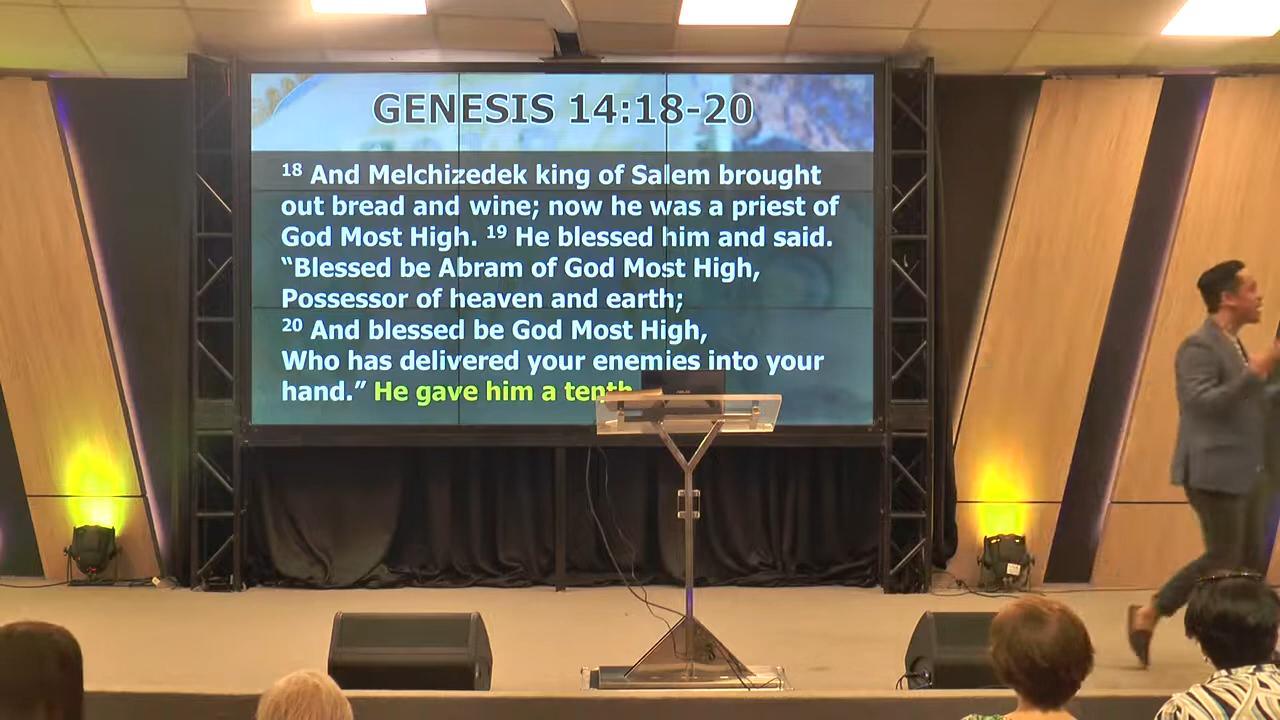 GENESIS 14:18-20
18 And Melchizedek king of Salem brought
out bread and wine; now he was a priest of
God Most High. 19 He blessed him and said.
“Blessed be Abram of God Most High,
Possessor of heaven and earth;
20 And blessed be God Most High,
Who has delivered your enemies into your
hand.” He gave him a tenth